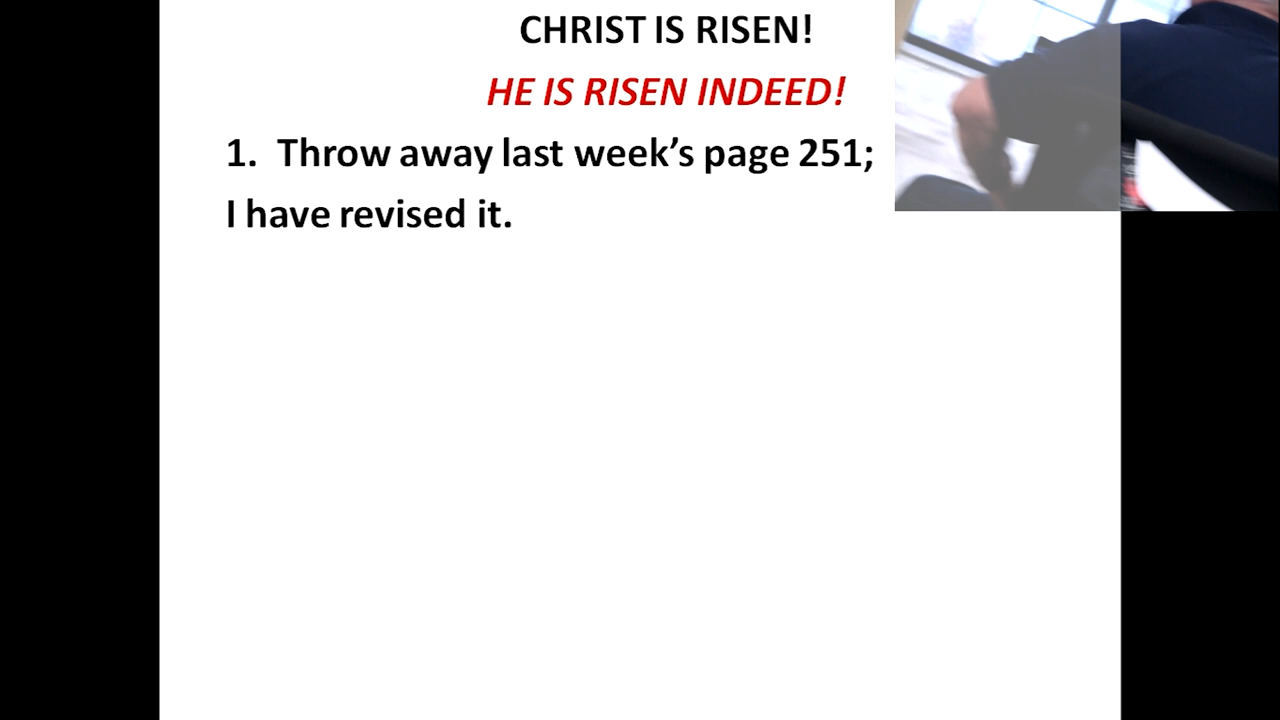 CHRIST IS RISEN!
HE IS RISEN INDEED!
1. Throw away last week’s page 251;
I have revised it.